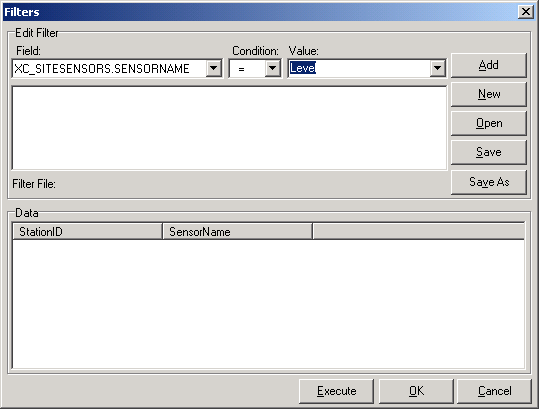 Filters
Edit Filter
Field: Condition: Value:
XC_SITESENSORS.SENSORNAME = Level
Add
New
Open
Save
Save As
Filter File:
Data
StationID SensorName
Execute OK Cancel